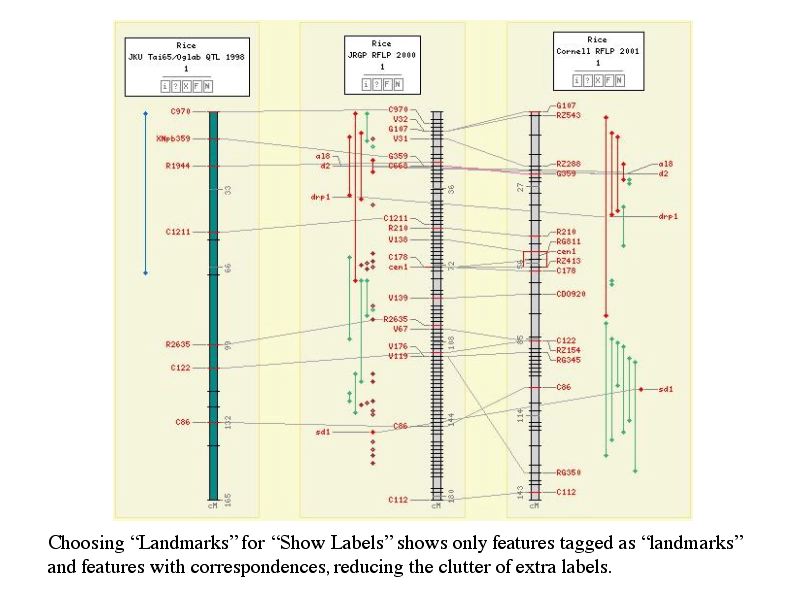 Rice
JKU Tai65/Oglab QTL 1998
1
i ? X F N
Rice
JRGP RFLP 2000
1
i ? F N
Rice
Cornell RFLP 2001
1
i ? X F N
C970
XNpb359
R1944
C1211
R2635
C122
C86
33
66
99
132
165
cM
al8
d2
drp1
sd1
C970
V32
G107
V31
G359
C668
C1211
R210
V138
C178
cen1
V139
R2635
V67
V176
V119
C86
C112
36
72
108
144
180
cM
G107
RZ543
RZ288
G359
R210
RG811
cen1
RZ413
C178
CDO920
C122
RZ154
RG345
C86
RG350
C112
27
85
114
143
cM
al8
d2
drp1
sd1
Choosing “Landmarks” for “Show Labels” shows only features tagged as “landmarks”
and features with correspondences, reducing the clutter of extra labels.